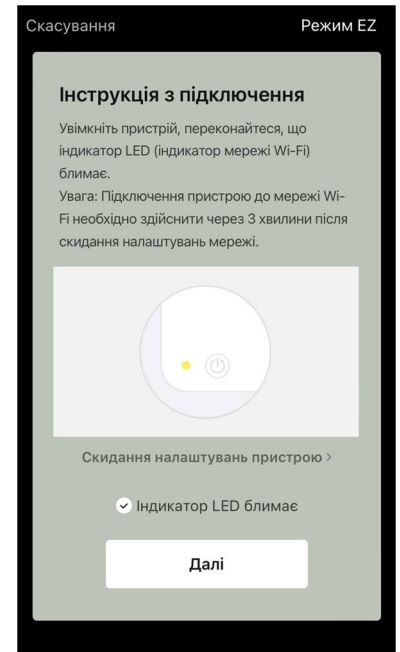 Скасування
Режим EZ
Інструкція з підключення
Увімкніть пристрій, переконайтеся, що
індикатор LED (індикатор мережі Wi-Fi)
блимає.
Увага: Підключення пристрою до мережі Wi-
Fi необхідно здійснити через 3 хвилини після
скидання налаштувань мережі.
Скидання налаштувань пристрою >
Індикатор LED блимає
Далі